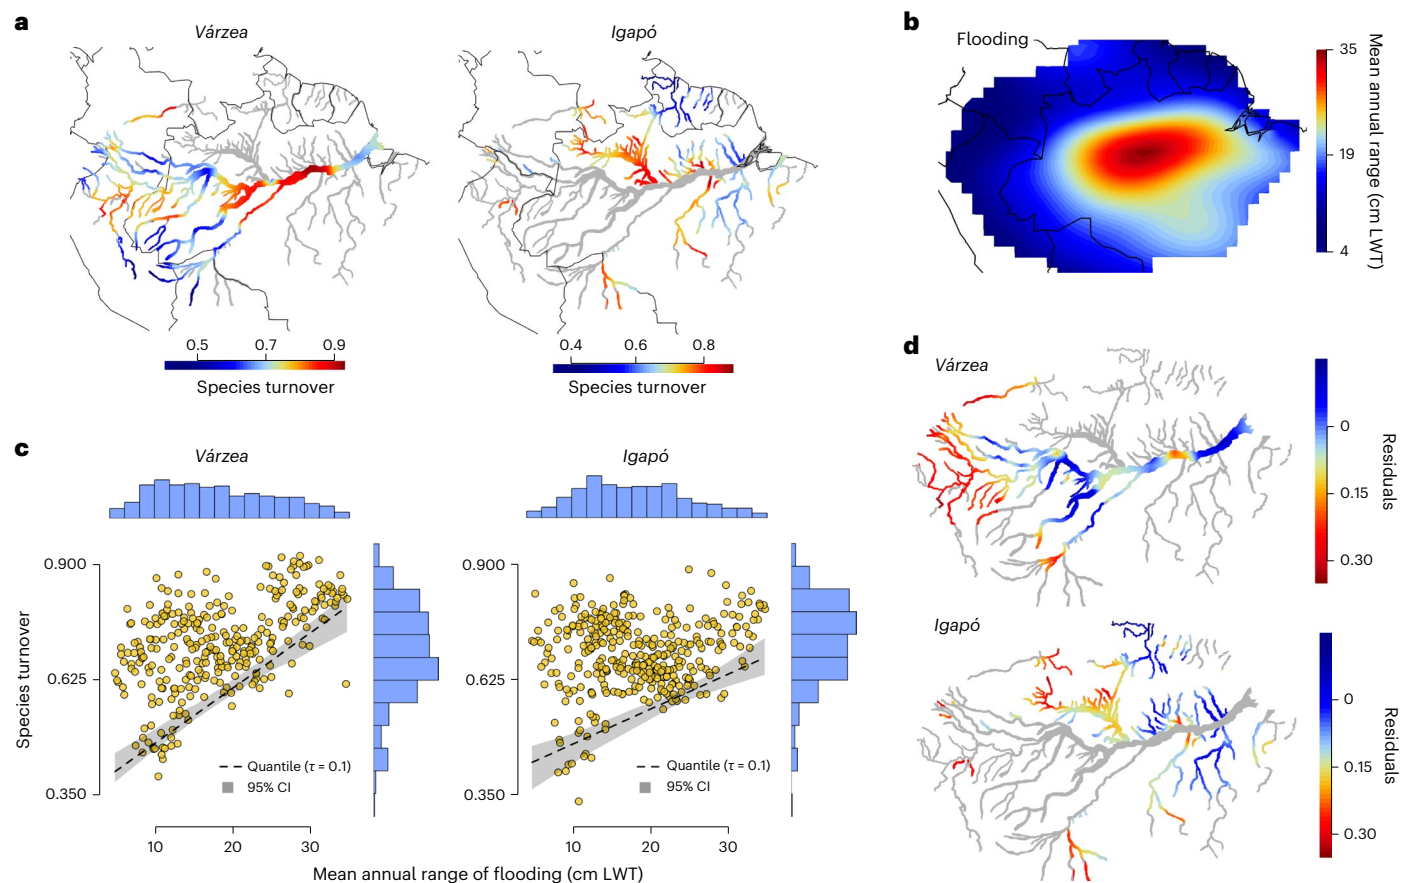 a
Várzea
Igapó
0.5 0.7 0.9
Species turnover
0.4 0.6 0.8
Species turnover
b
Flooding
35
19
4
Mean annual range (cm LWT)
c
Várzea
Igapó
Species turnover
0.900
0.625
0.350
Quantile (τ = 0.1)
95% CI
10 20 30
0.900
0.625
0.350
Quantile (τ = 0.1)
95% CI
10 20 30
Mean annual range of flooding (cm LWT)
d
Várzea
0
0.15
0.30
Residuals
Igapó
0
0.15
0.30
Residuals